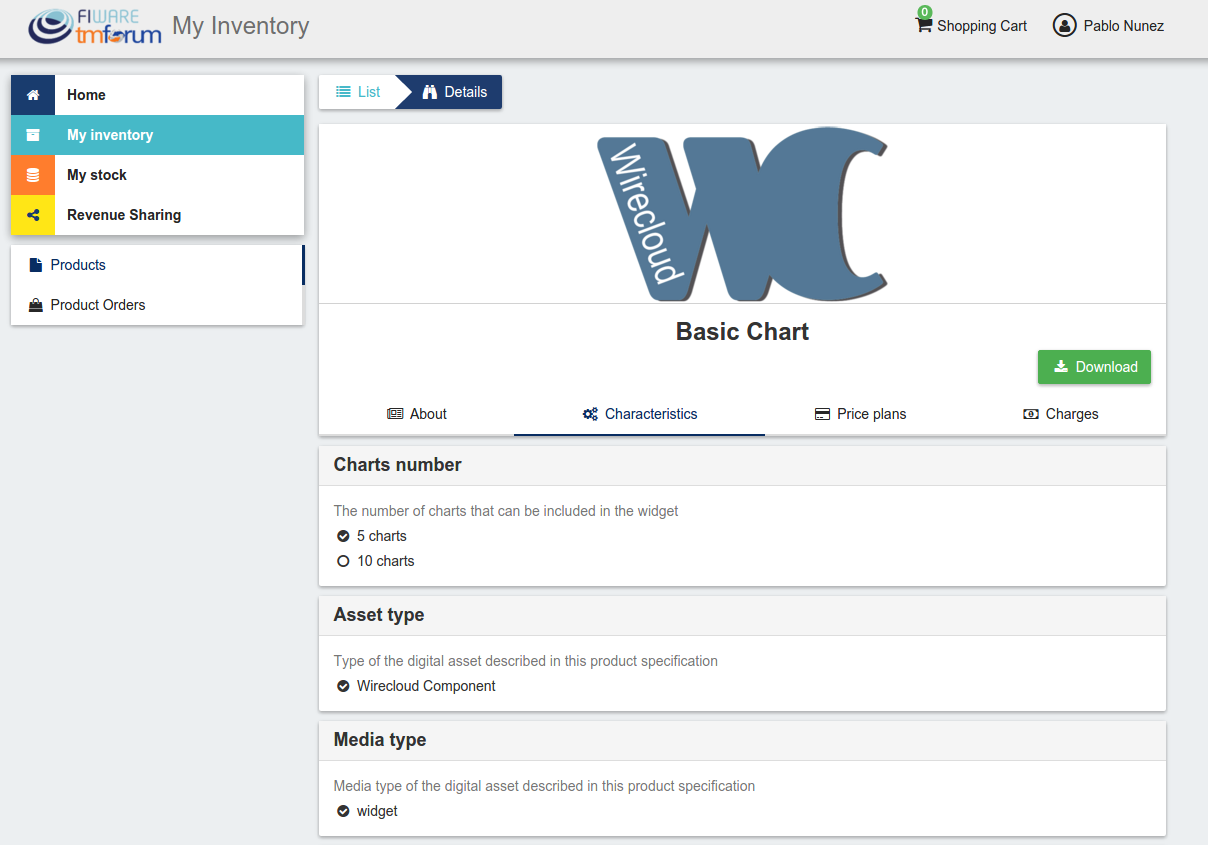 FIWARE
tmforum
My Inventory
0
Shopping Cart
Pablo Nunez
Home
My inventory
My stock
Revenue Sharing
Products
Product Orders
List
Details
Wirecloud
WC
Basic Chart
Download
About
Characteristics
Price plans
Charges
Charts number
The number of charts that can be included in the widget
5 charts
10 charts
Asset type
Type of the digital asset described in this product specification
Wirecloud Component
Media type
Media type of the digital asset described in this product specification
widget